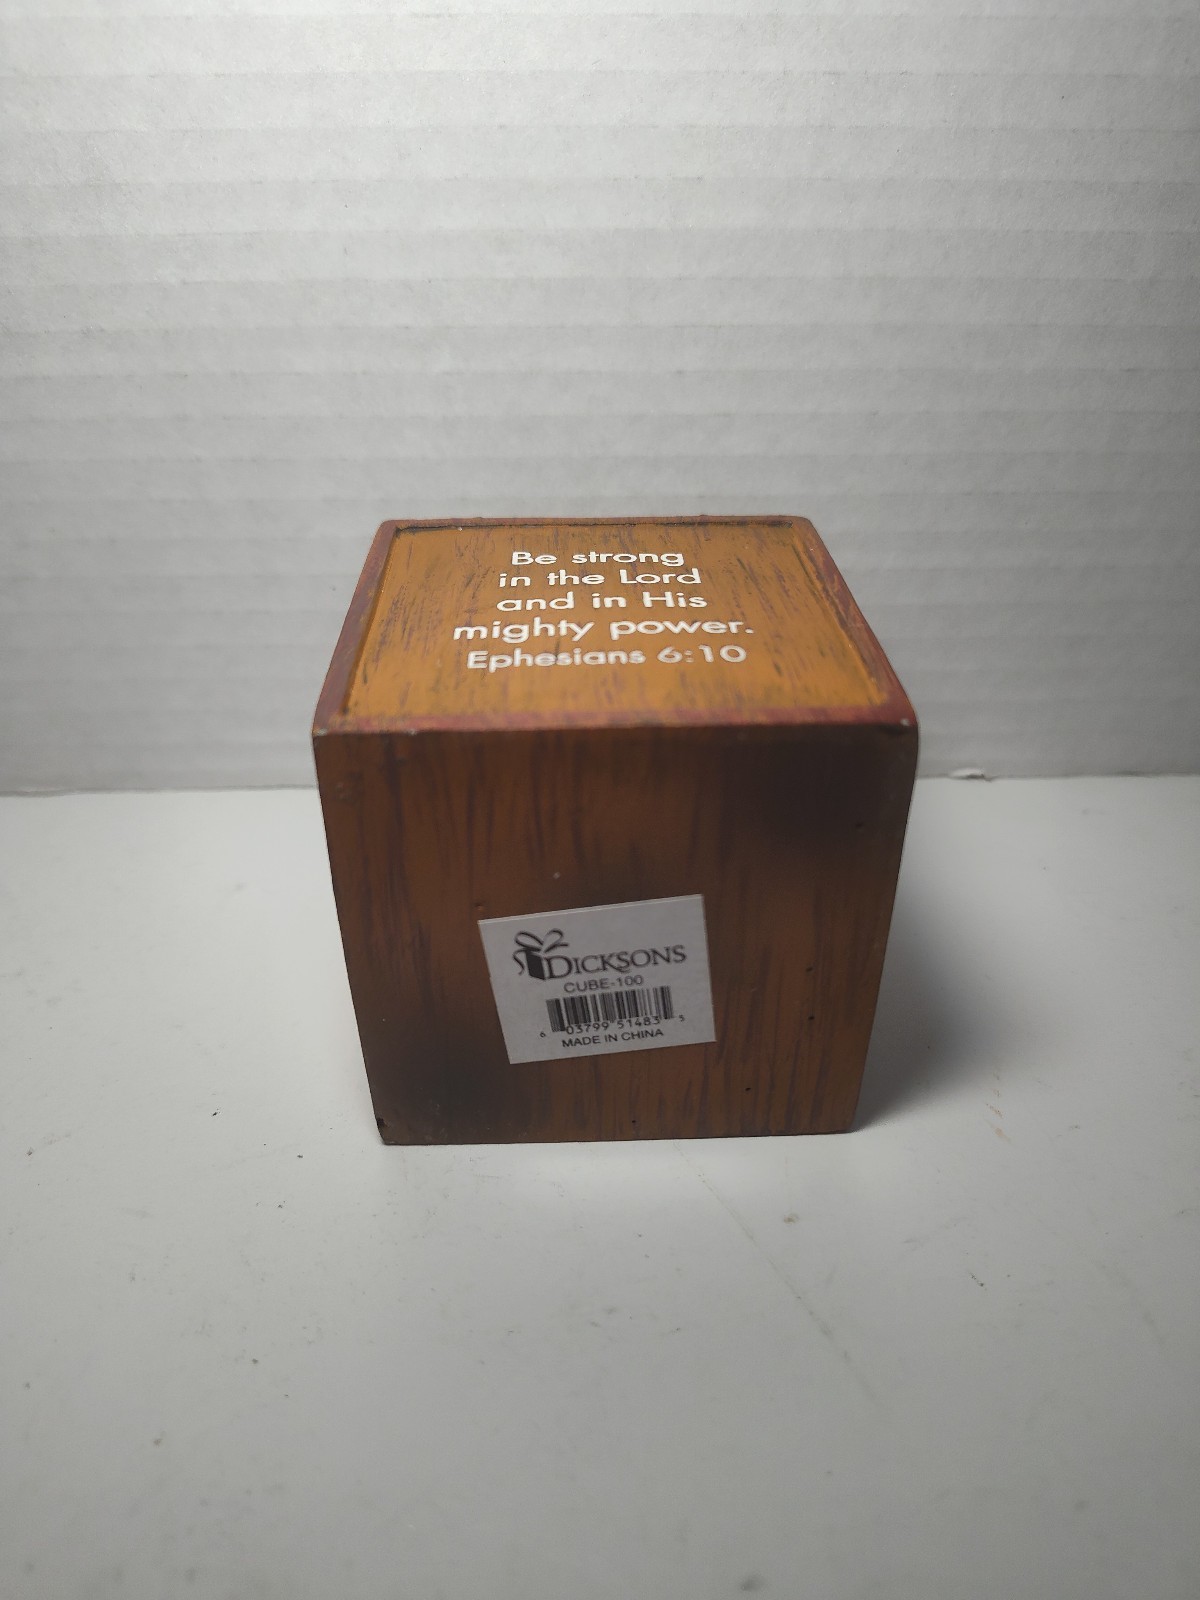 Be strong
in the Lord
and in His
mighty power.
Ephesians 6:10
DICKSONS
CUBE-100
6 03799 51483 5
MADE IN CHINA